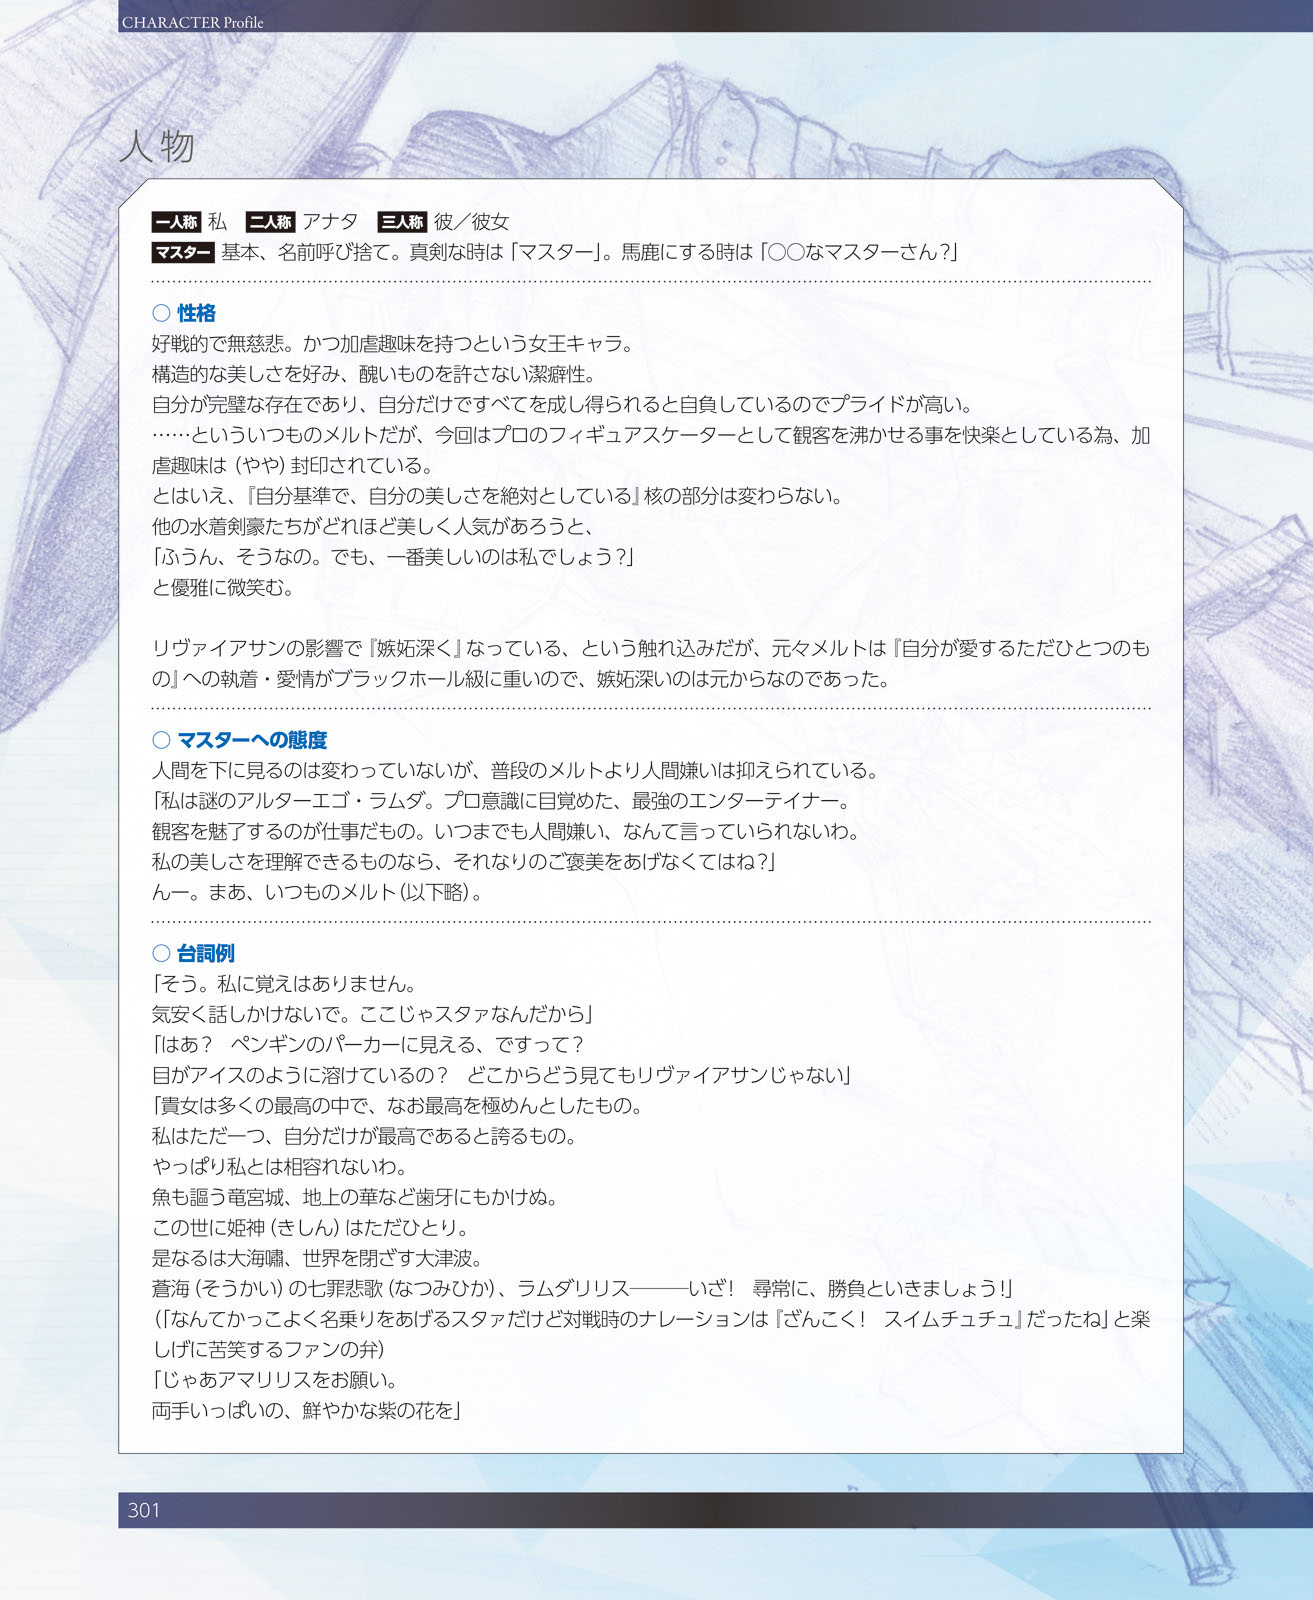 CHARACTER Profile
人物
一人称 私 二人称 アナタ 三人称 彼／彼女
マスター 基本、名前呼び捨て。真剣な時は「マスター」。馬鹿にする時は「〇〇なマスターさん？」
○ 性格
好戦的で無慈悲。かつ加虐趣味を持つという女王キャラ。
構造的な美しさを好み、醜いものを許さない潔癖性。
自分が完璧な存在であり、自分だけですべてを成し得られると自負しているのでプライドが高い。
……といういつものメルトだが、今回はプロのフィギュアスケーターとして観客を沸かせる事を快楽としている為、加
虐趣味は（やや）封印されている。
とはいえ、『自分基準で、自分の美しさを絶対としている』核の部分は変わらない。
他の水着剣豪たちがどれほど美しく人気があろうと、
「ふうん、そうなの。でも、一番美しいのは私でしょう？」
と優雅に微笑む。
リヴァイアサンの影響で『嫉妬深く』なっている、という触れ込みだが、元々メルトは『自分が愛するただひとつのも
の』への執着・愛情がブラックホール級に重いので、嫉妬深いのは元からなのであった。
○ マスターへの態度
人間を下に見るのは変わっていないが、普段のメルトより人間嫌いは抑えられている。
「私は謎のアルターエゴ・ラムダ。プロ意識に目覚めた、最強のエンターテイナー。
観客を魅了するのが仕事だもの。いつまでも人間嫌い、なんて言っていられないわ。
私の美しさを理解できるものなら、それなりのご褒美をあげなくてはね？」
んー。まあ、いつものメルト（以下略）。
○ 台詞例
「そう。私に覚えはありません。
気安く話しかけないで。ここじゃスタァなんだから」
「はあ？　ペンギンのパーカーに見える、ですって？
目がアイスのように溶けているの？　どこからどう見てもリヴァイアサンじゃない」
「貴女は多くの最高の中で、なお最高を極めんとしたもの。
私はただ一つ、自分だけが最高であると誇るもの。
やっぱり私とは相容れないわ。
魚も謳う竜宮城、地上の華など歯牙にもかけぬ。
この世に姫神（きしん）はただひとり。
是なるは大海嘯、世界を閉ざす大津波。
蒼海（そうかい）の七罪悲歌（なつみひか）、ラムダリリス―――いざ！　尋常に、勝負といきましょう！」
（「なんてかっこよく名乗りをあげるスタァだけど対戦時のナレーションは『ざんこく！　スイムチュチュ』だったね」と楽
しげに苦笑するファンの弁）
「じゃあアマリリスをお願い。
両手いっぱいの、鮮やかな紫の花を」
301